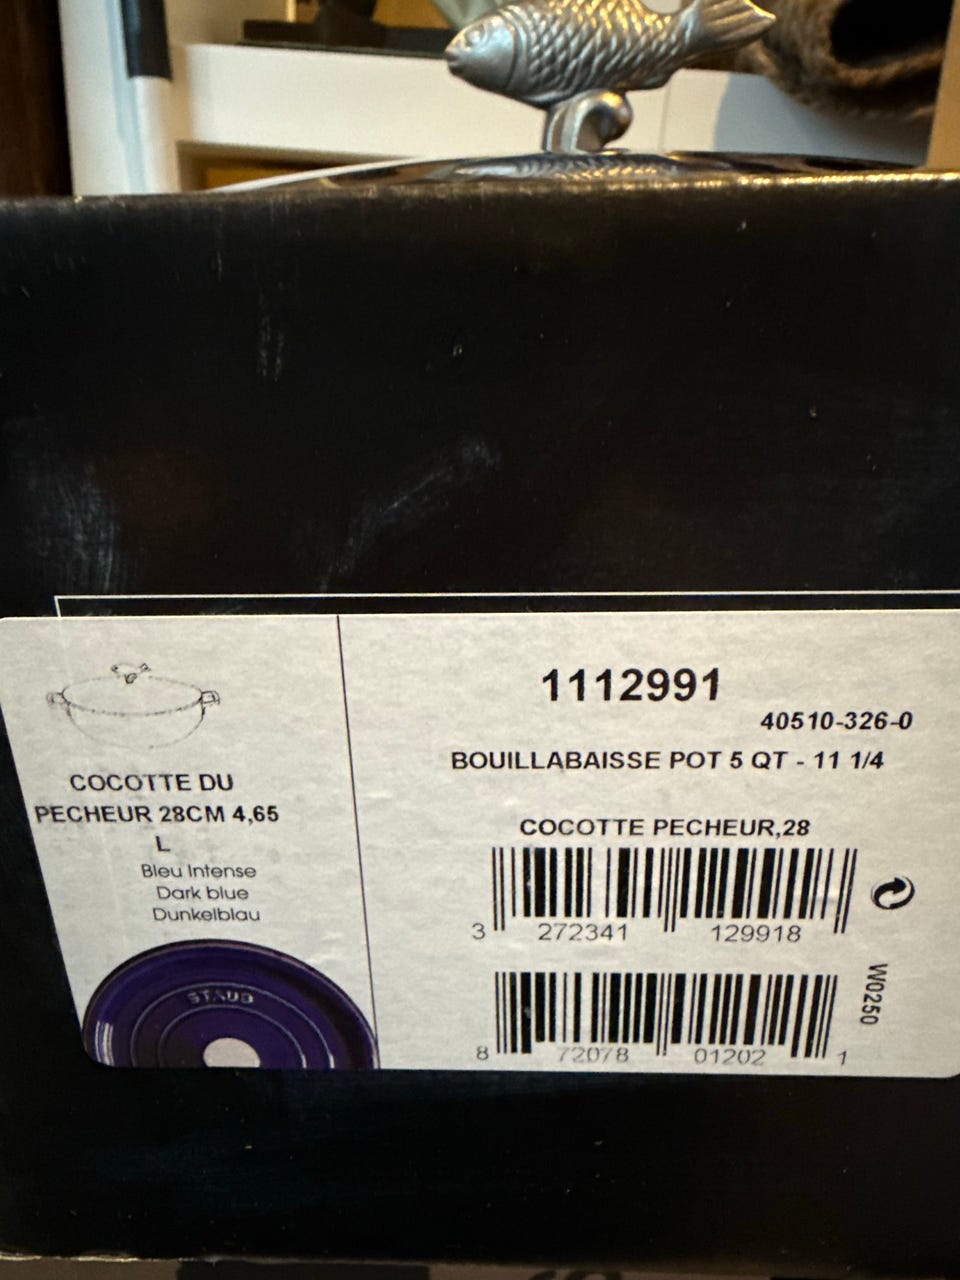 COCOTTE DU
PECHEUR 28CM 4,65
L
Bleu Intense
Dark blue
Dunkelblau
STAUB
1112991
40510-326-0
BOUILLABAISSE POT 5 QT - 11 1/4
COCOTTE PECHEUR,28
3 272341 129918
W0250
8 72078 01202 1